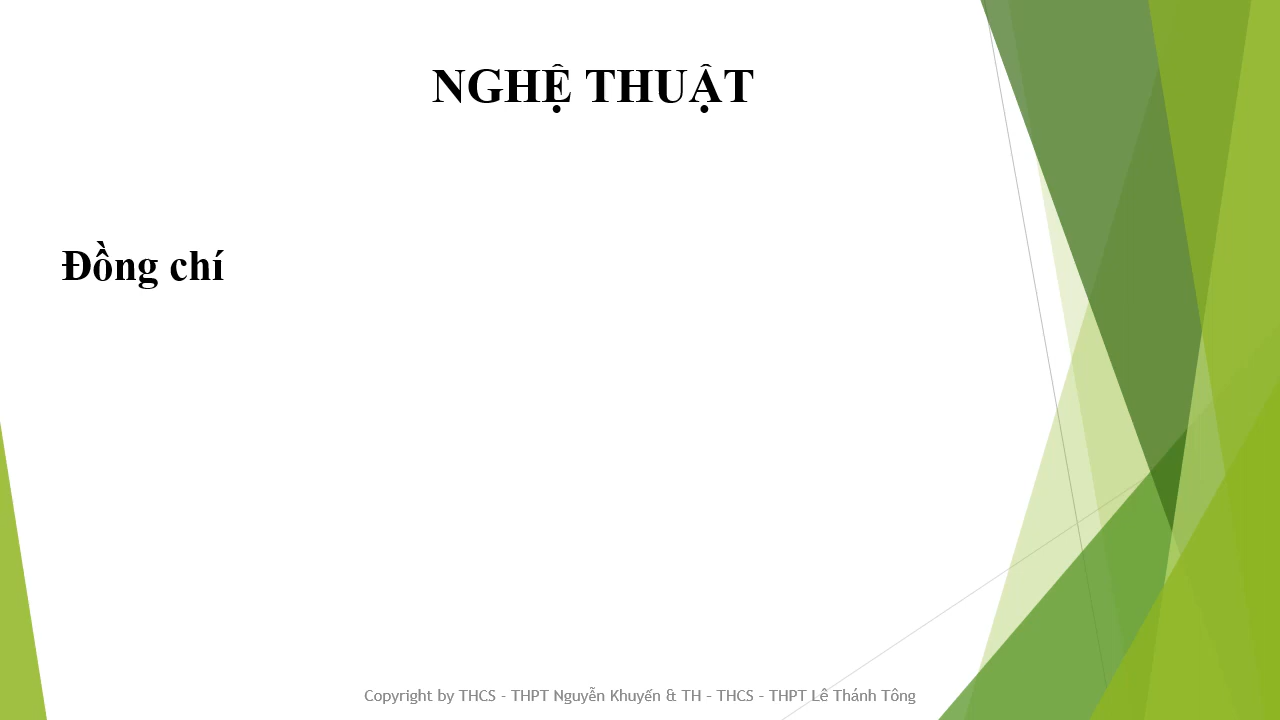 NGHỆ THUẬT
Đồng chí
Copyright by THCS - THPT Nguyễn Khuyến & TH - THCS - THPT Lê Thánh Tông